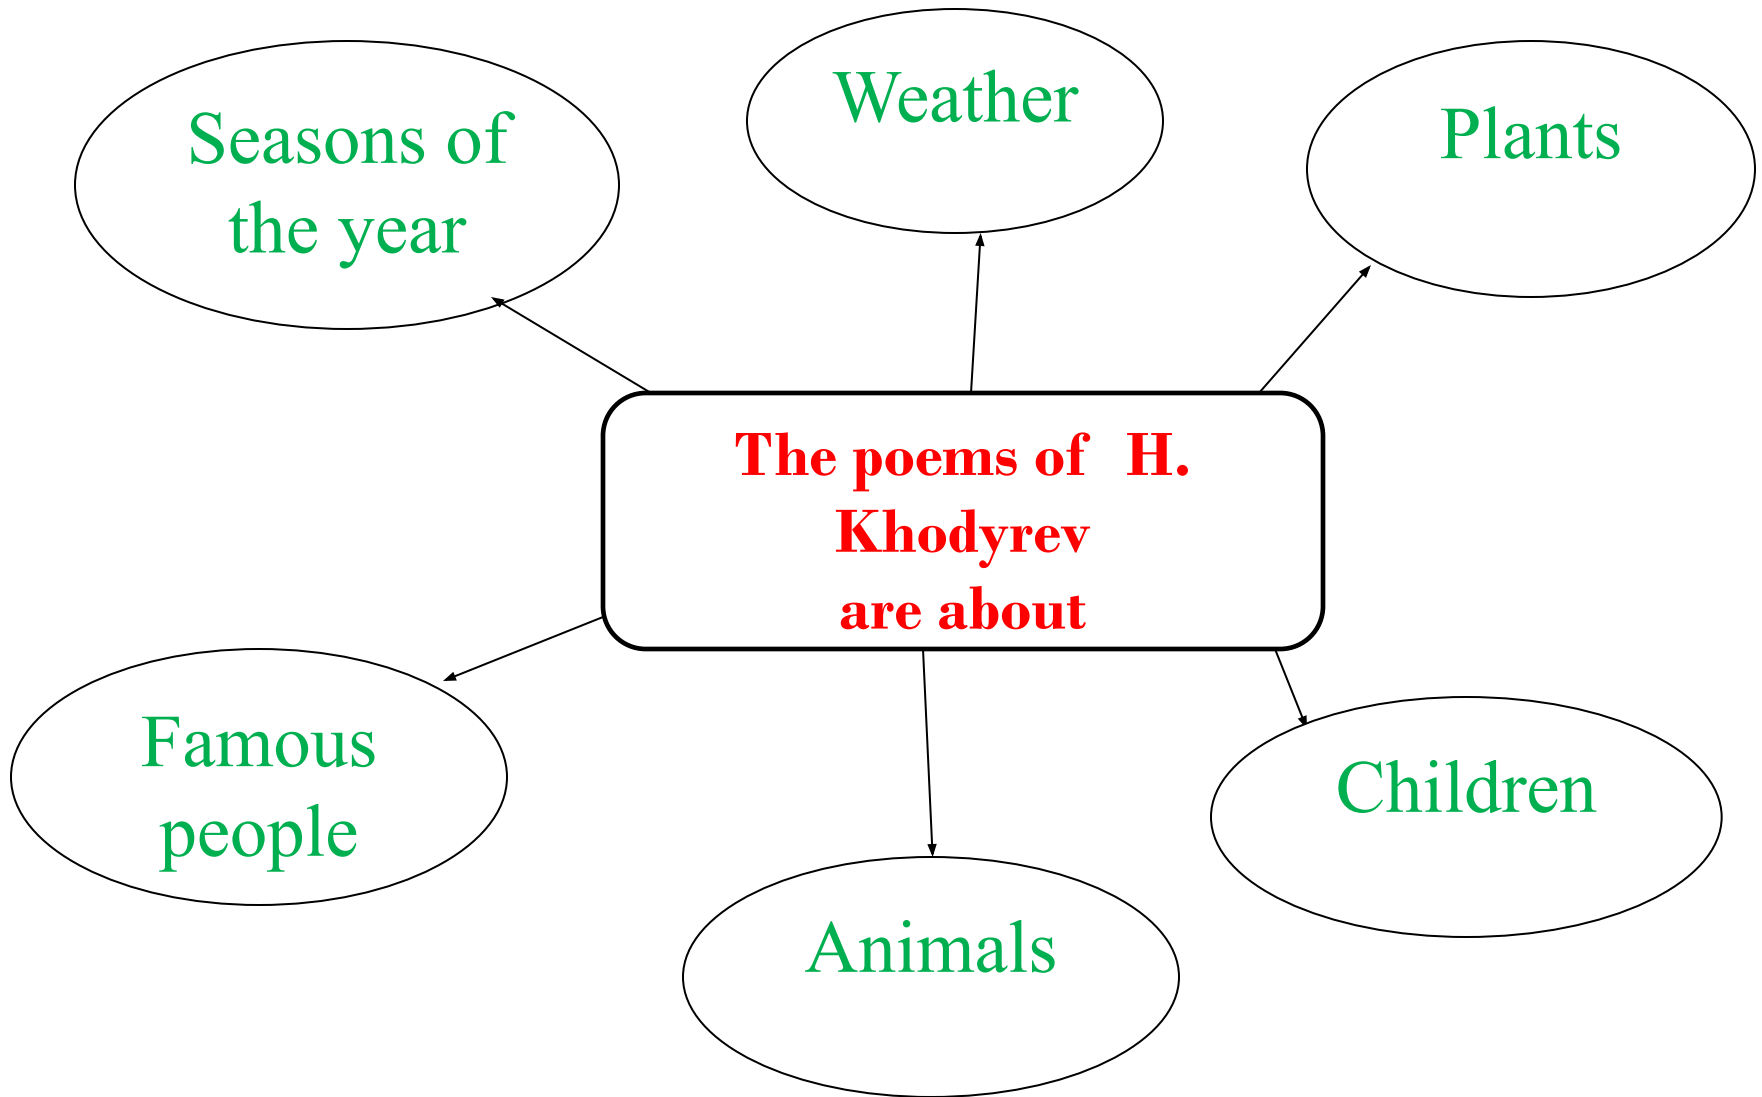 Seasons of
the year
Weather
Plants
The poems of  H.
Khodyrev
are about
Famous
people
Animals
Children